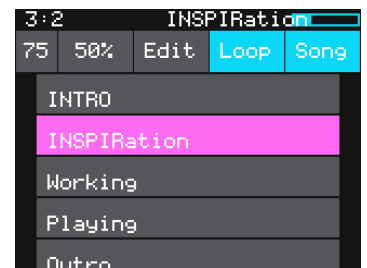 3:2 INSPIRation
75 50% Edit Loop Song
INTRO
INSPIRation
Working
Playing
Outro